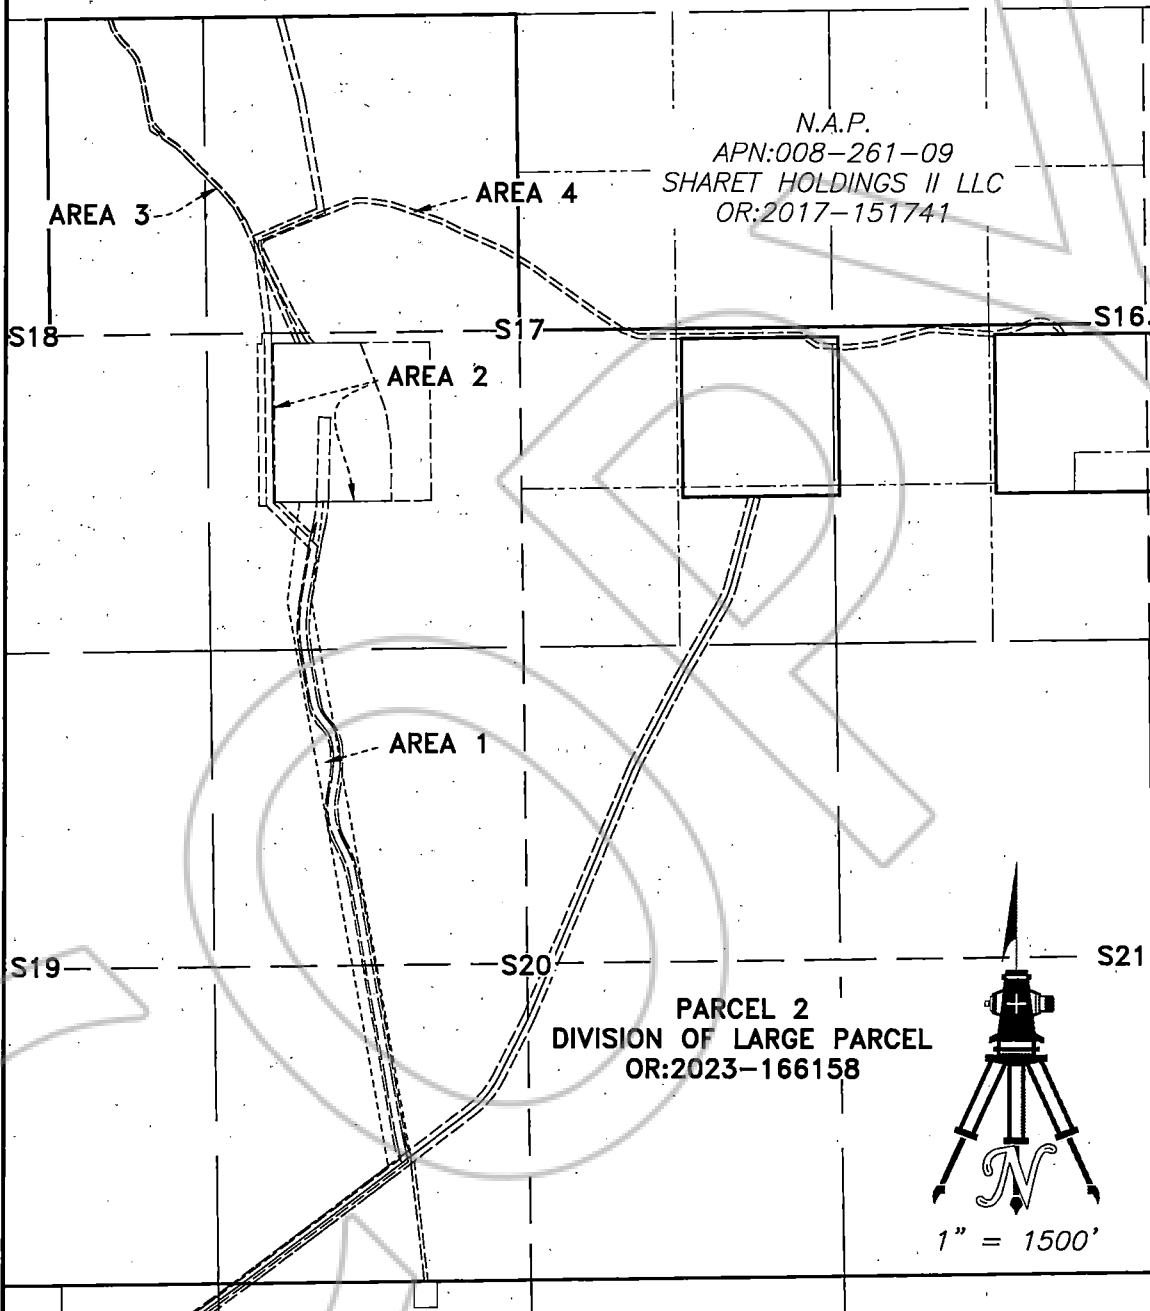 N.A.P.
APN:008-261-09
SHARET HOLDINGS II LLC
OR:2017-151741
AREA 4
AREA 3
S18
S17
S16
AREA 2
AREA 1
S19
S20
S21
PARCEL 2
DIVISION OF LARGE PARCEL
OR:2023-166158
N
1" = 1500'